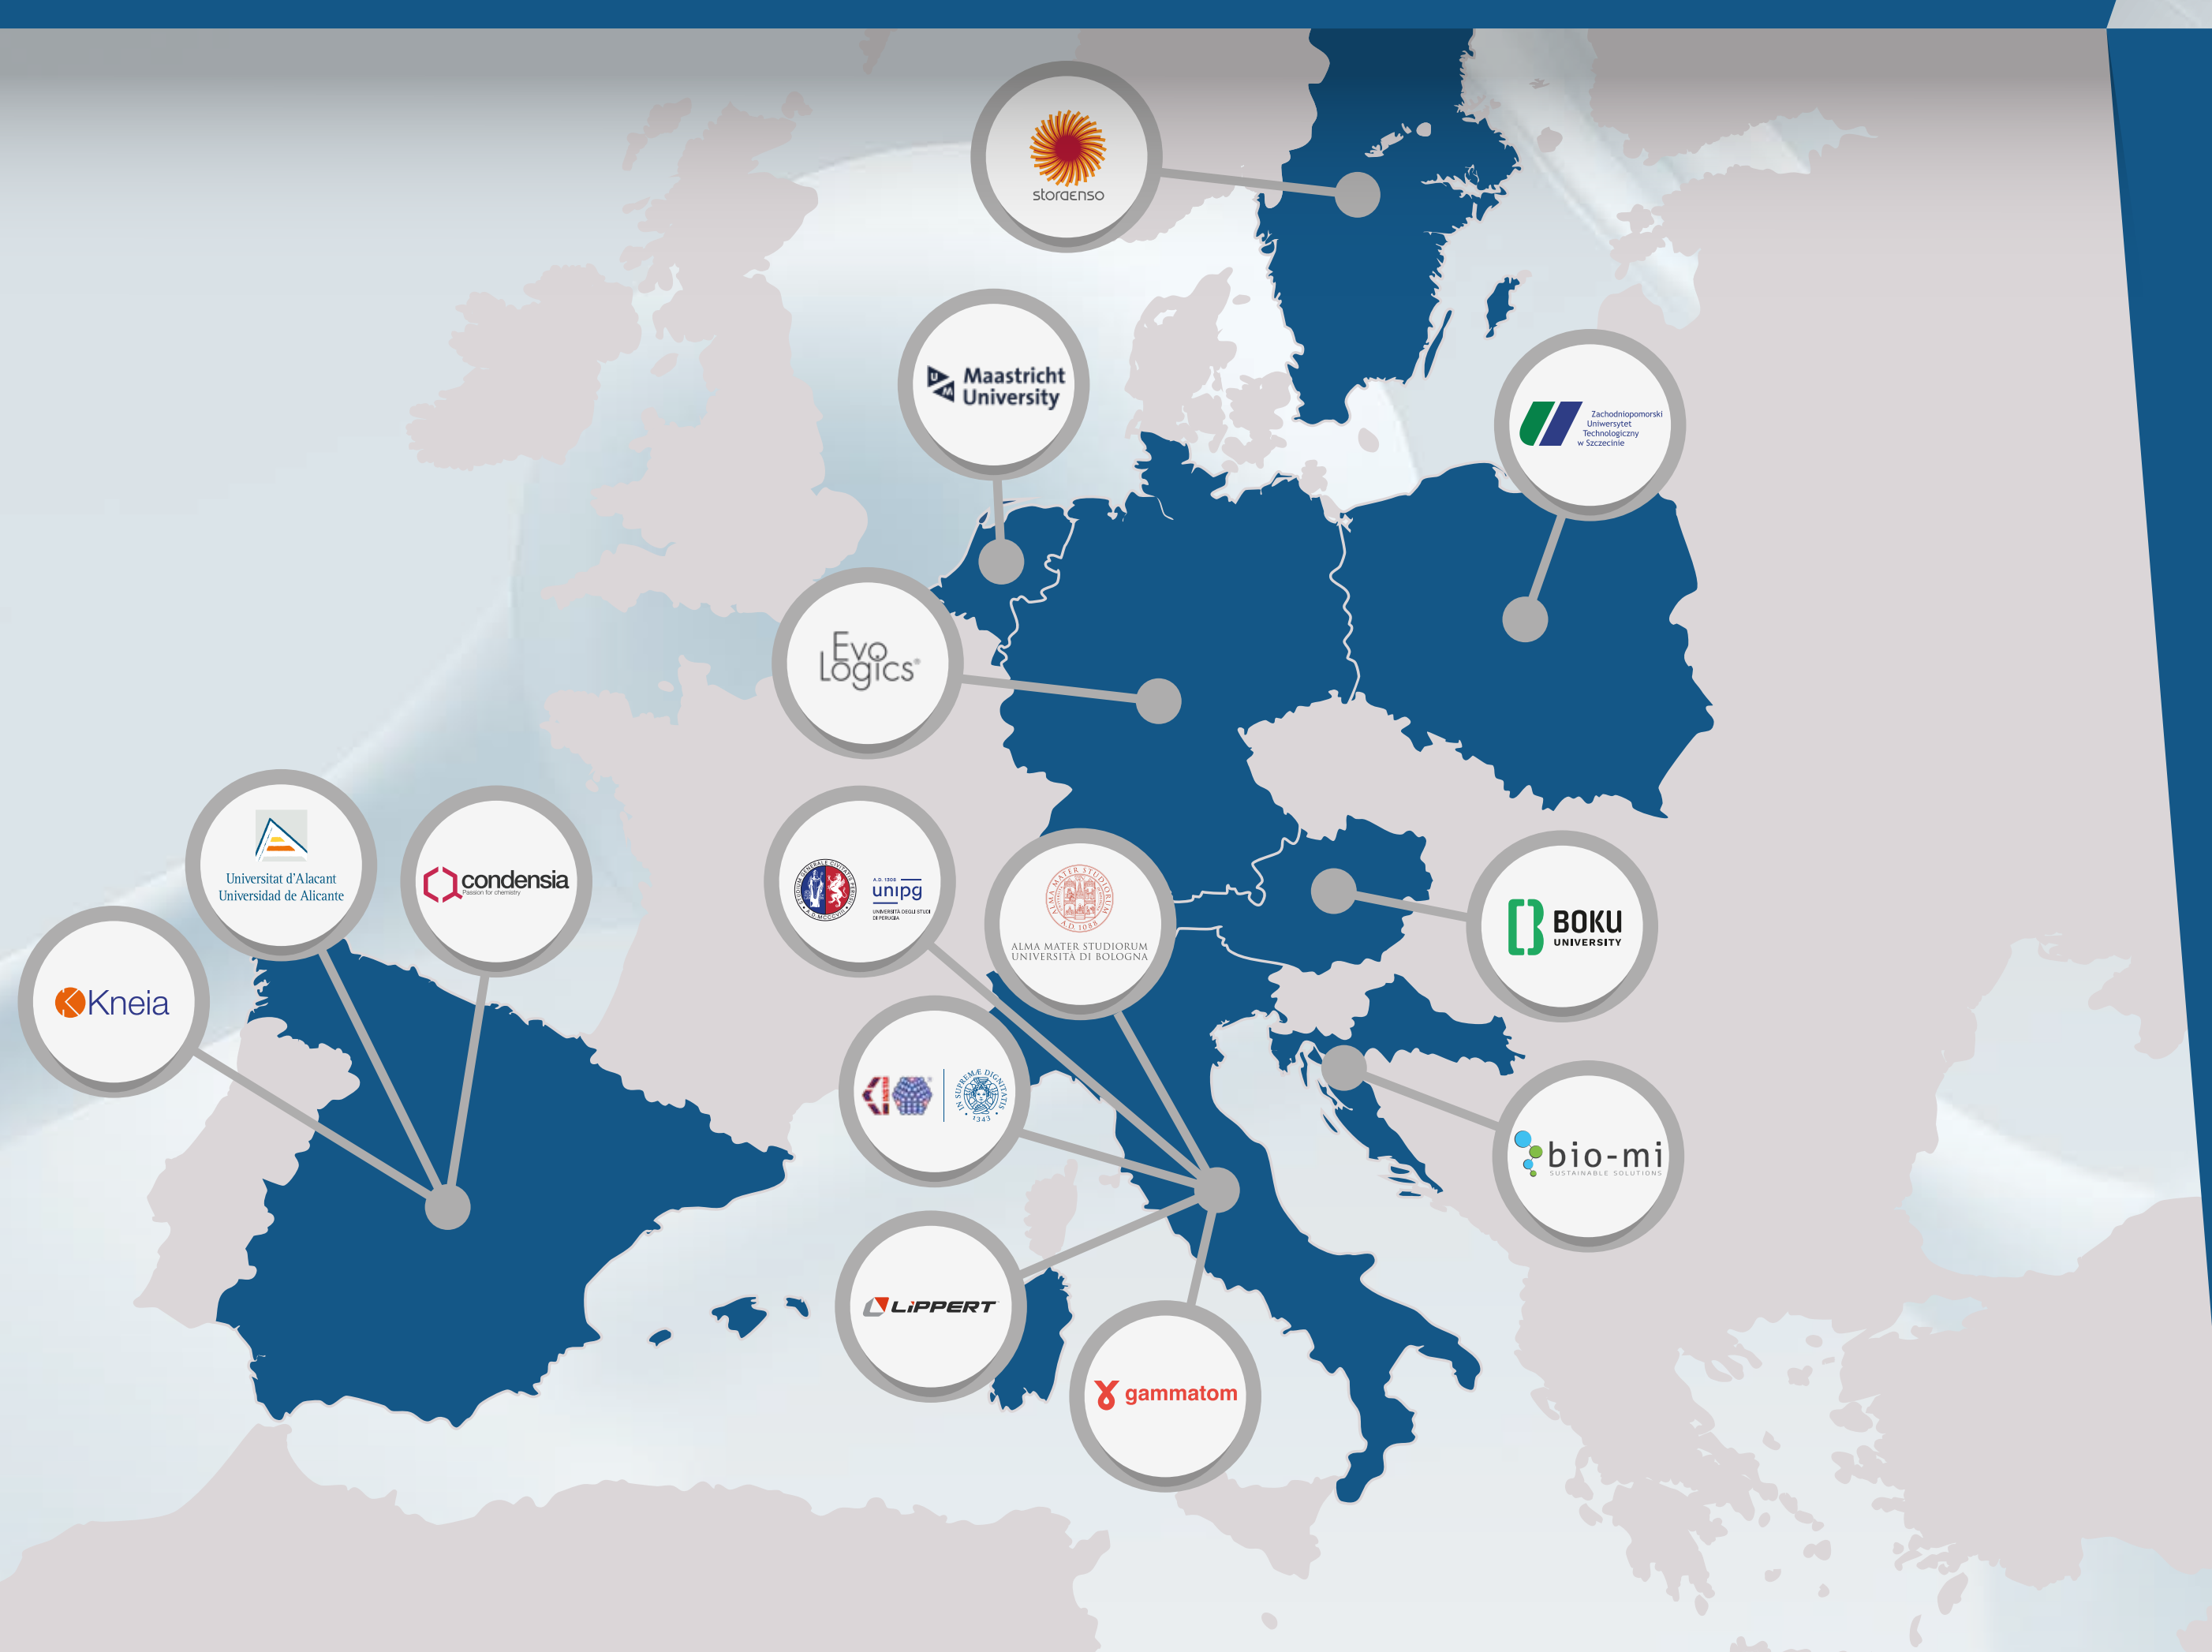 storaenso
UM
Maastricht
University
Zachodniopomorski
Uniwersytet
Technologiczny
w Szczecinie
Evo
Logics®
Universitat d'Alacant
Universidad de Alicante
condensia
Passion for chemistry
A.D. 1308
unipg
UNIVERSITÀ DEGLI STUDI
DI PERUGIA
ALMA MATER STUDIORUM
A.D. 1088
ALMA MATER STUDIORUM
UNIVERSITÀ DI BOLOGNA
BOKU
UNIVERSITY
Kneia
IN SUPREMÆ DIGNITATIS
1343
bio-mi
SUSTAINABLE SOLUTIONS
LiPPERT
gammatom